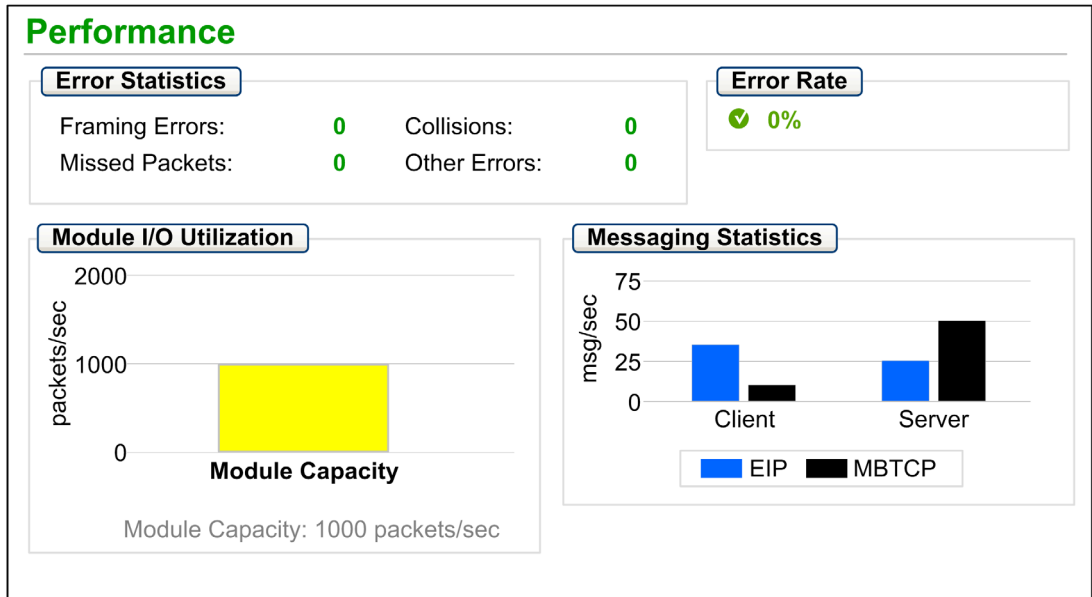 Performance
Error Statistics
Framing Errors: 0 Collisions: 0
Missed Packets: 0 Other Errors: 0
Error Rate
0%
Module I/O Utilization
2000
1000
0
packets/sec
Module Capacity
Module Capacity: 1000 packets/sec
Messaging Statistics
75
50
25
0
msg/sec
Client Server
EIP MBTCP